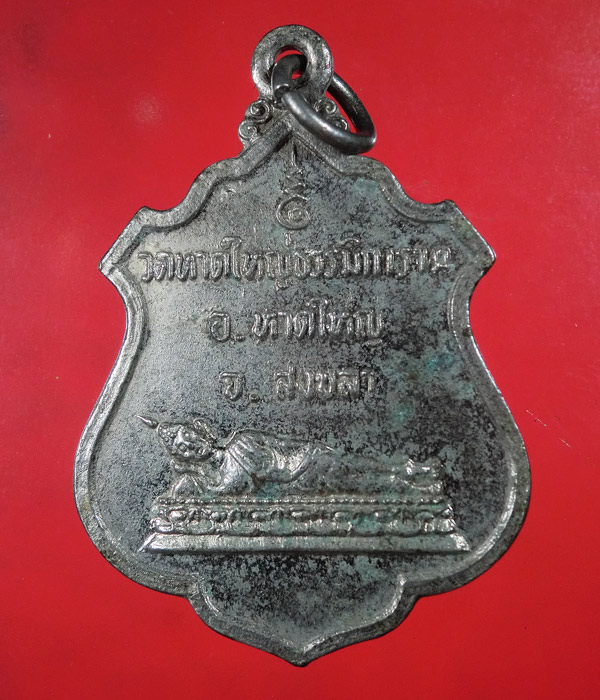 วัดหาดใหญ่ธรรมิการาม
อ. หาดใหญ่
จ. สงขลา